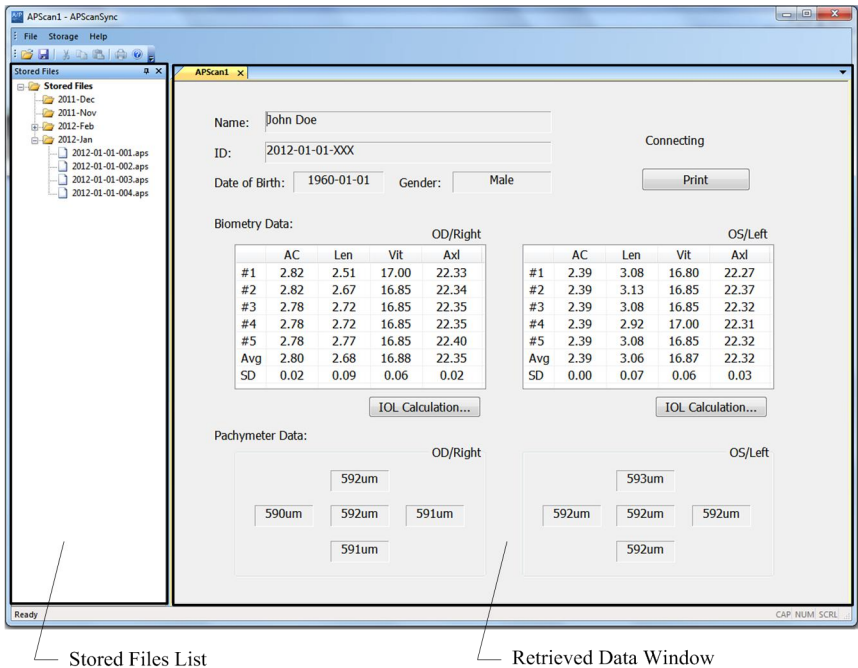 APScan1 - APScanSync
File Storage Help
Stored Files
APScan1
Stored Files
2011-Dec
2011-Nov
2012-Feb
2012-Jan
2012-01-01-001.aps
2012-01-01-002.aps
2012-01-01-003.aps
2012-01-01-004.aps
Name: John Doe
ID: 2012-01-01-XXX
Date of Birth: 1960-01-01 Gender: Male
Connecting
Print
Biometry Data:
OD/Right
AC Len Vit Axl
#1 2.82 2.51 17.00 22.33
#2 2.82 2.67 16.85 22.34
#3 2.78 2.72 16.85 22.35
#4 2.78 2.72 16.85 22.35
#5 2.78 2.77 16.85 22.40
Avg 2.80 2.68 16.88 22.35
SD 0.02 0.09 0.06 0.02
IOL Calculation...
OS/Left
AC Len Vit Axl
#1 2.39 3.08 16.80 22.27
#2 2.39 3.13 16.85 22.37
#3 2.39 3.08 16.85 22.32
#4 2.39 2.92 17.00 22.31
#5 2.39 3.08 16.85 22.32
Avg 2.39 3.06 16.87 22.32
SD 0.00 0.07 0.06 0.03
IOL Calculation...
Pachymeter Data:
OD/Right
592um
590um 592um 591um
591um
OS/Left
593um
592um 592um 592um
592um
Ready
CAP NUM SCRL
Stored Files List
Retrieved Data Window